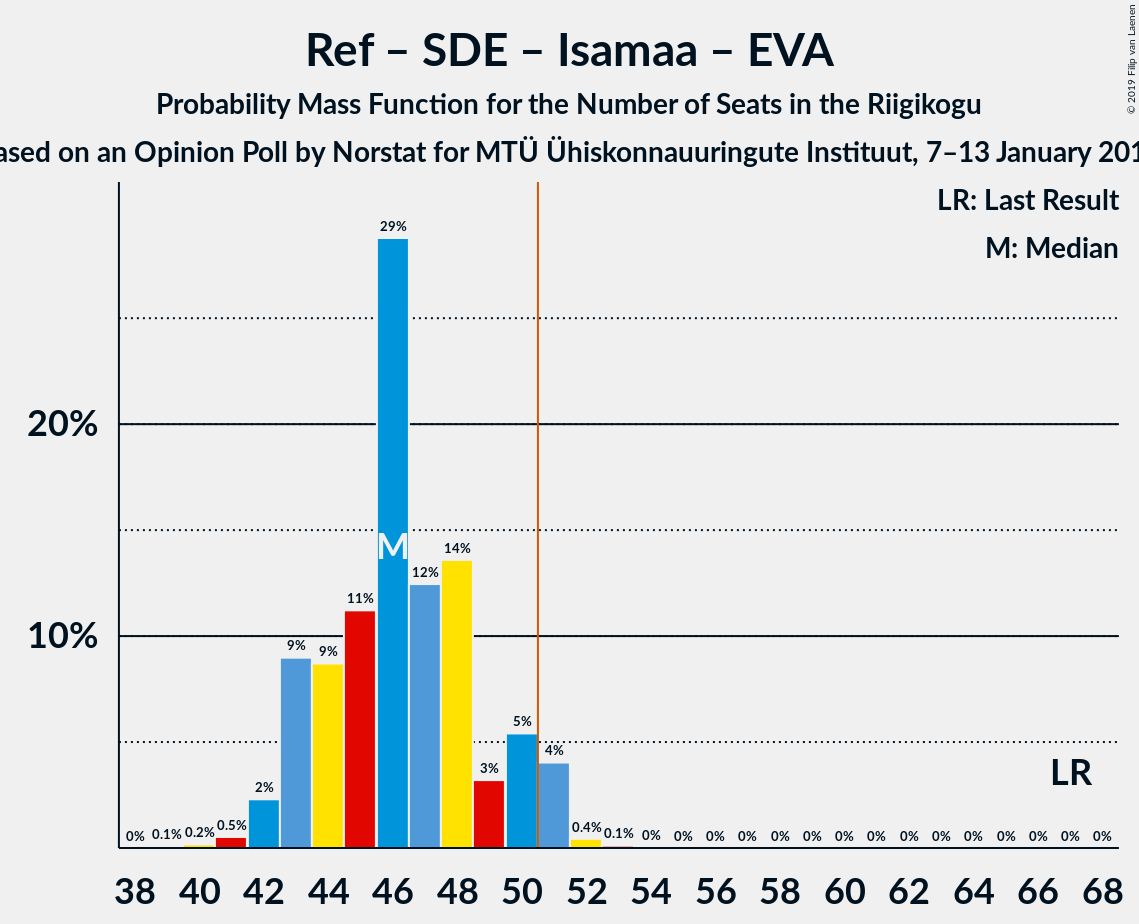 Ref – SDE – Isamaa – EVA
Probability Mass Function for the Number of Seats in the Riigikogu
ased on an Opinion Poll by Norstat for MTÜ Ühiskonnauuringute Instituut, 7–13 January 201
© 2019 Filip van Laenen
LR: Last Result
M: Median
29%
20%
M
14%
12%
11%
10%
9% 9%
5%
4%
3%
LR
2%
0% 0.1% 0.2% 0.5% 0.4% 0.1% 0% 0% 0% 0% 0% 0% 0% 0% 0% 0% 0% 0% 0% 0% 0%
38 40 42 44 46 48 50 52 54 56 58 60 62 64 66 68